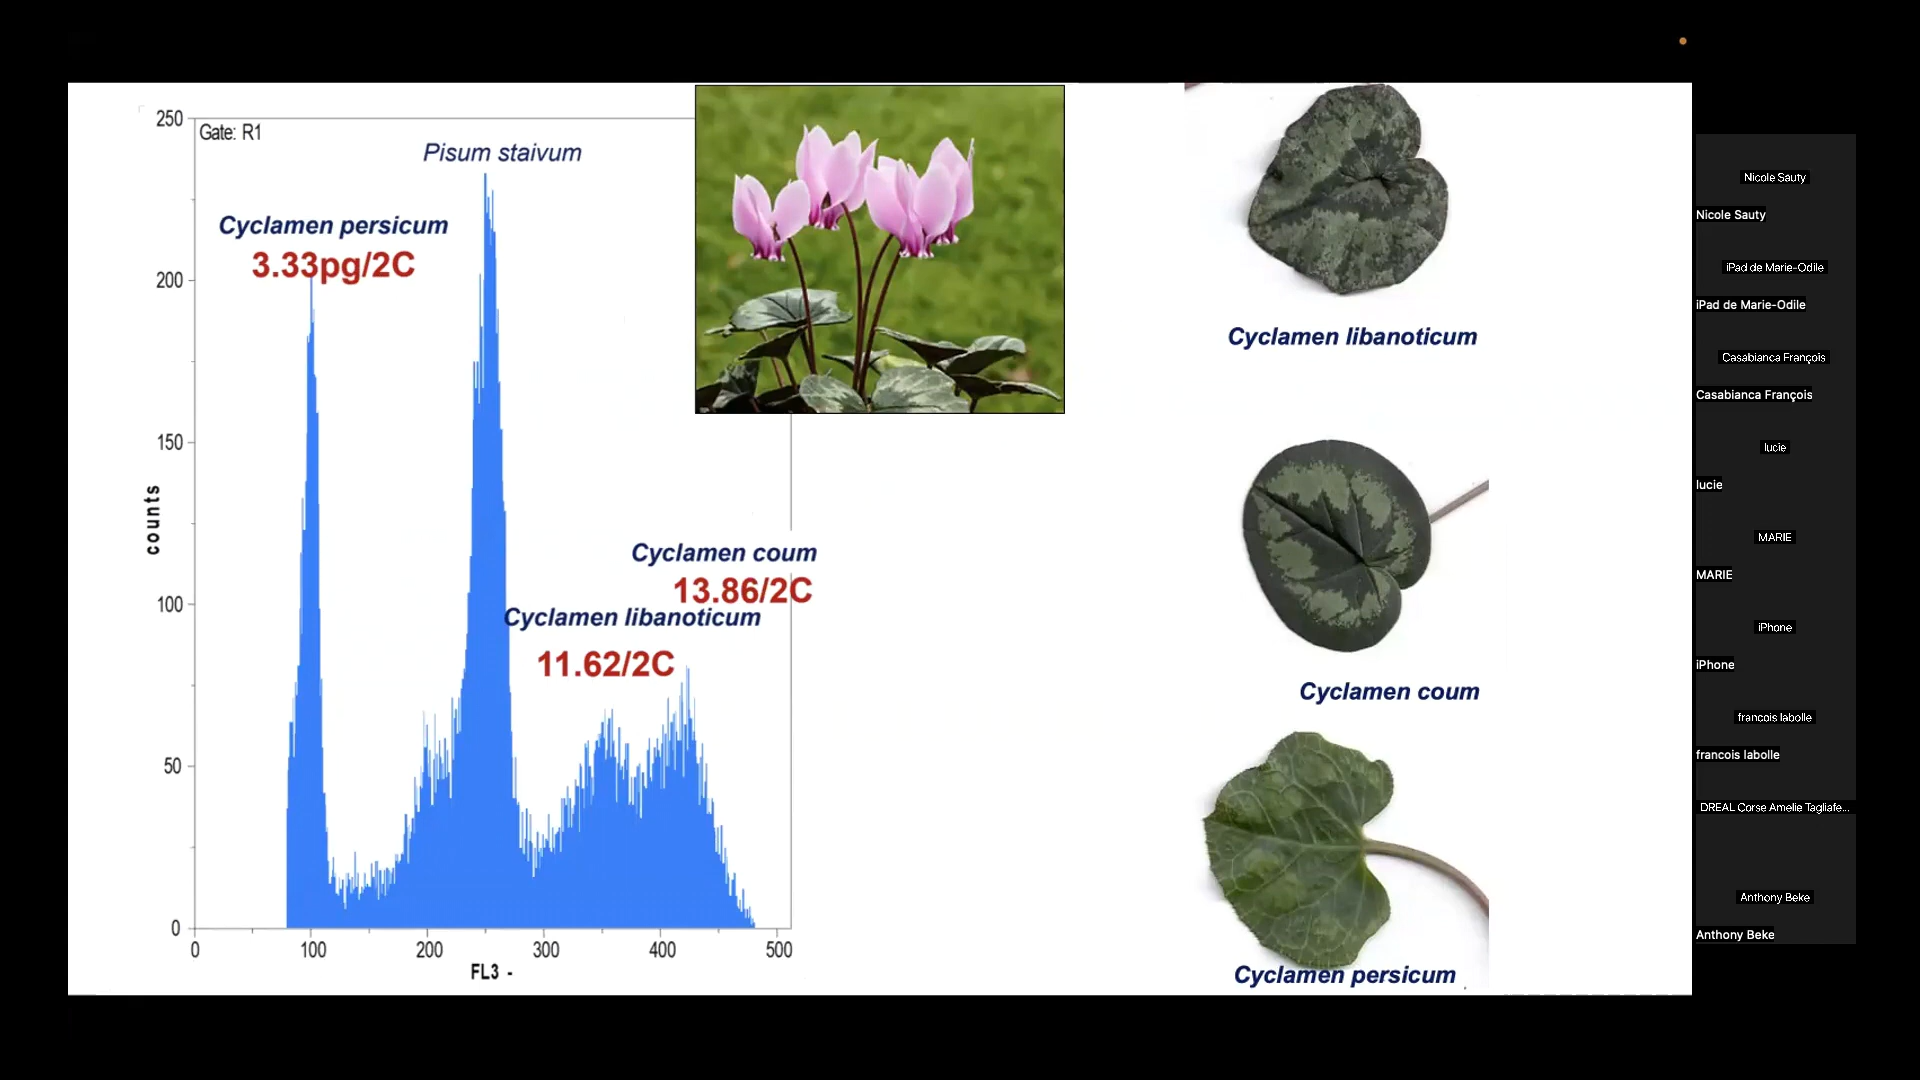 250
Gate: R1
Pisum staivum
Cyclamen persicum
3.33pg/2C
200
150
counts
Cyclamen coum
13.86/2C
100
Cyclamen libanoticum
11.62/2C
50
0
0 100 200 300 400 500
FL3 -
Cyclamen libanoticum
Cyclamen coum
Cyclamen persicum
Nicole Sauty
Nicole Sauty
iPad de Marie-Odile
iPad de Marie-Odile
Casabianca François
Casabianca François
lucie
lucie
MARIE
MARIE
iPhone
iPhone
francois labolle
francois labolle
DREAL Corse Amelie Tagliafe...
Anthony Beke
Anthony Beke